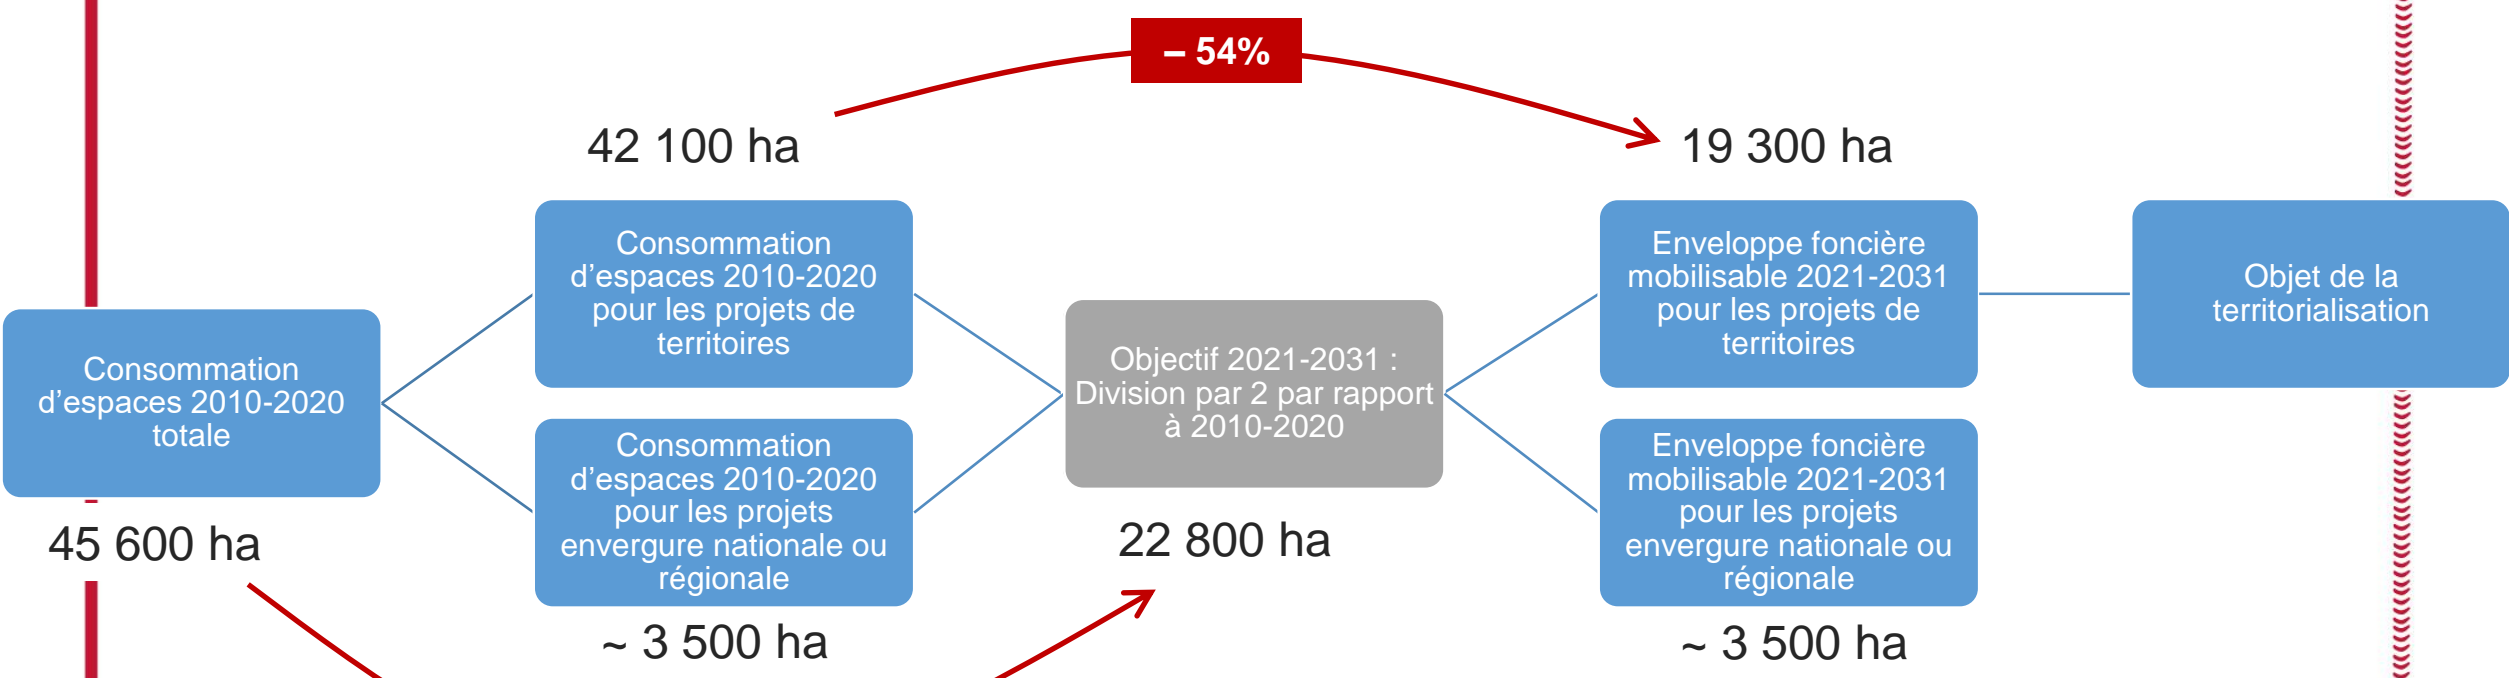 – 54%
42 100 ha
19 300 ha
Consommation
d'espaces 2010-2020
totale
45 600 ha
Consommation
d'espaces 2010-2020
pour les projets de
territoires
Consommation
d'espaces 2010-2020
pour les projets
envergure nationale ou
régionale
~ 3 500 ha
Objectif 2021-2031 :
Division par 2 par rapport
à 2010-2020
22 800 ha
Enveloppe foncière
mobilisable 2021-2031
pour les projets de
territoires
Enveloppe foncière
mobilisable 2021-2031
pour les projets
envergure nationale ou
régionale
~ 3 500 ha
Objet de la
territorialisation